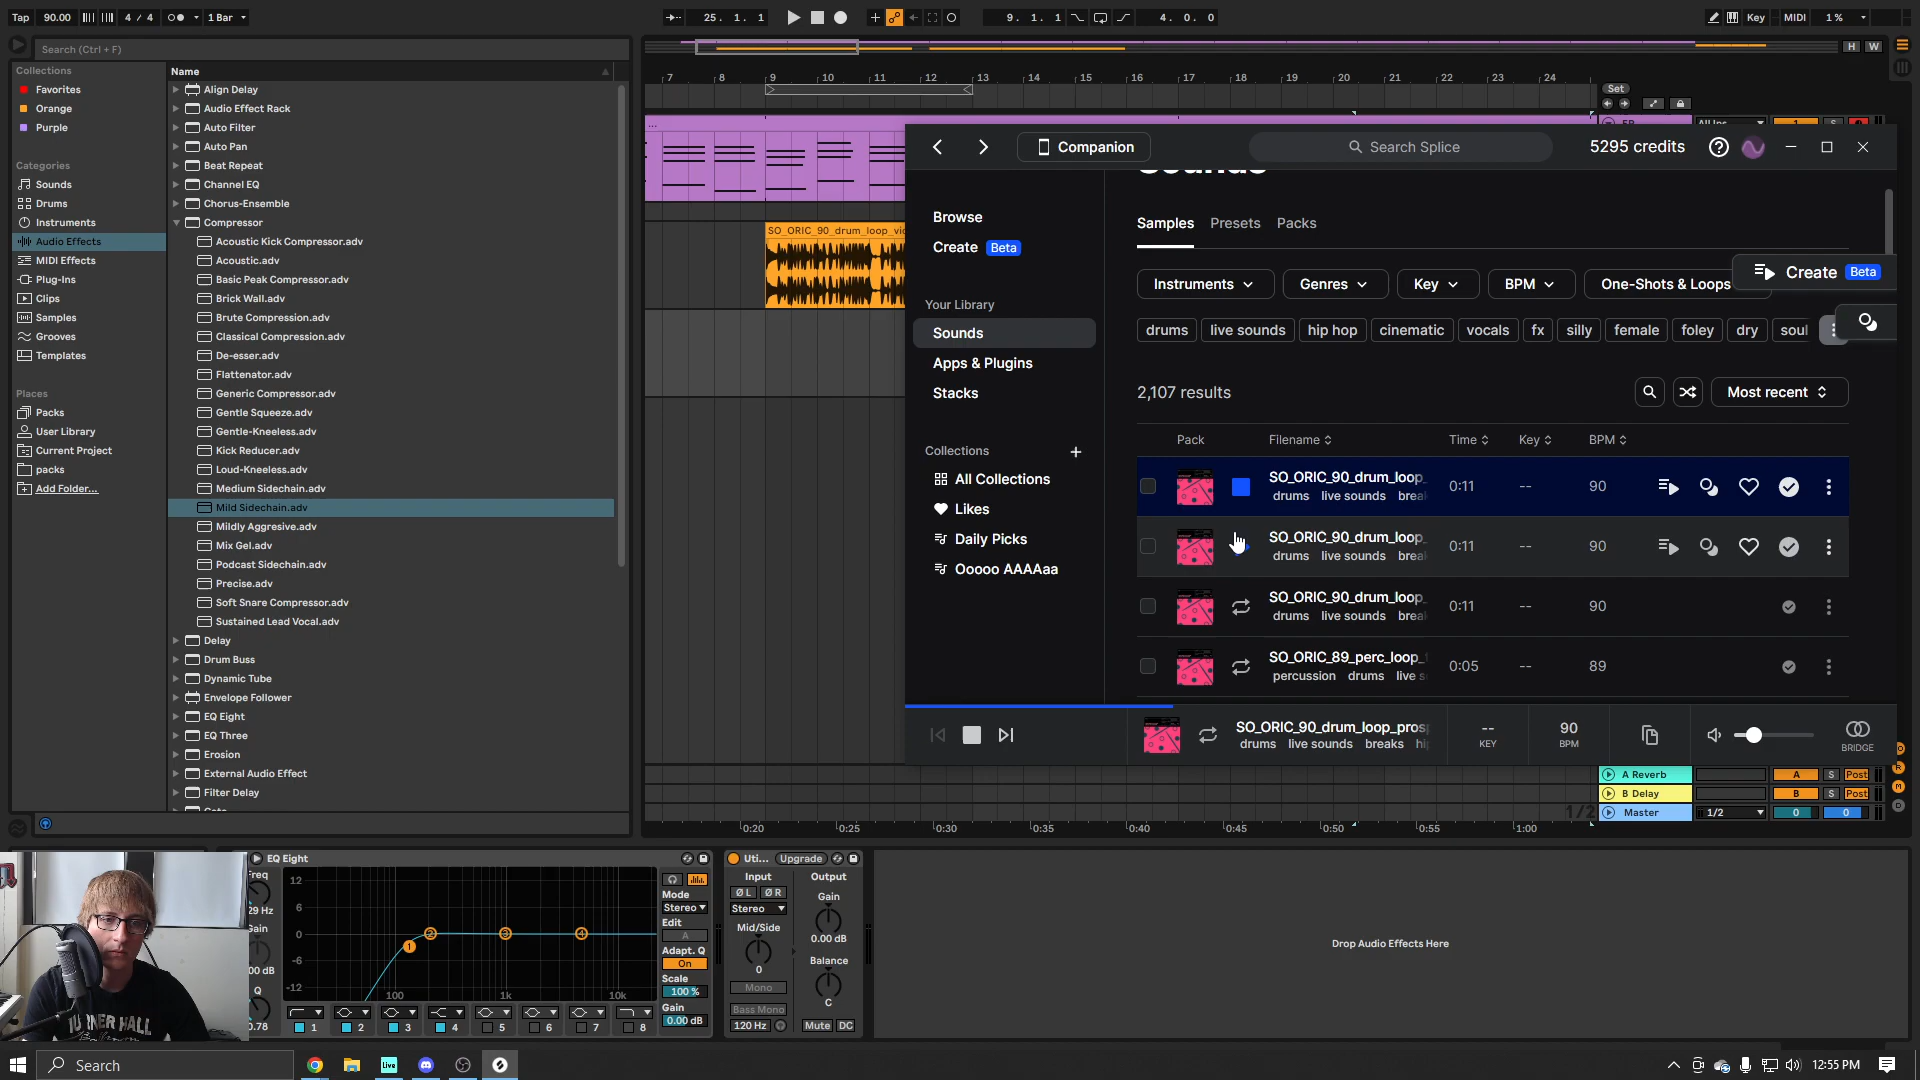 Tap 90.00 4 / 4 1 Bar 25. 1. 1 9. 1. 1 4. 0. 0 Key MIDI 1 %
Search (Ctrl + F)
H W
Collections
Favorites
Orange
Purple
Categories
Sounds
Drums
Instruments
Audio Effects
MIDI Effects
Plug-Ins
Clips
Samples
Grooves
Templates
Places
Packs
User Library
Current Project
packs
Add Folder...
Name
Align Delay
Audio Effect Rack
Auto Filter
Auto Pan
Beat Repeat
Channel EQ
Chorus-Ensemble
Compressor
Acoustic Kick Compressor.adv
Acoustic.adv
Basic Peak Compressor.adv
Brick Wall.adv
Brute Compression.adv
Classical Compression.adv
De-esser.adv
Flattenator.adv
Generic Compressor.adv
Gentle Squeeze.adv
Gentle-Kneeless.adv
Kick Reducer.adv
Loud-Kneeless.adv
Medium Sidechain.adv
Mild Sidechain.adv
Mildly Aggresive.adv
Mix Gel.adv
Podcast Sidechain.adv
Precise.adv
Soft Snare Compressor.adv
Sustained Lead Vocal.adv
Delay
Drum Buss
Dynamic Tube
Envelope Follower
EQ Eight
EQ Three
Erosion
External Audio Effect
Filter Delay
7 8 9 10 11 12 13 14 15 16 17 18 19 20 21 22 23 24
Set
SO_ORIC_90_drum_loop_vi
Companion
Search Splice
5295 credits
Browse
Create Beta
Your Library
Sounds
Apps & Plugins
Stacks
Collections +
All Collections
Likes
Daily Picks
Ooooo AAAAaa
Sounds
Samples Presets Packs
Instruments Genres Key BPM One-Shots & Loops
Create Beta
drums live sounds hip hop cinematic vocals fx silly female foley dry soul
2,107 results
Most recent
Pack Filename Time Key BPM
SO_ORIC_90_drum_loop_ 0:11 -- 90
drums live sounds brea
SO_ORIC_90_drum_loop_ 0:11 -- 90
drums live sounds brea
SO_ORIC_90_drum_loop_ 0:11 -- 90
drums live sounds brea
SO_ORIC_89_perc_loop_ 0:05 -- 89
percussion drums live s
SO_ORIC_90_drum_loop_pros
drums live sounds breaks hi
--
KEY
90
BPM
BRIDGE
A Reverb A S Post
B Delay B S Post
1/2 Master 1/2 0 0
0:20 0:25 0:30 0:35 0:40 0:45 0:50 0:55 1:00
EQ Eight
Freq
29 Hz
Gain
Q
0.78
12
6
0
-6
-12
100 1k 10k
1 2 3 4
1 2 3 4 5 6 7 8
Mode
Stereo
Edit
A
Adapt. Q
On
Scale
100 %
Gain
0.00 dB
Uti... Upgrade
Input
Ø L Ø R
Stereo
Mid/Side
0
Mono
Bass Mono
120 Hz
Output
Gain
0.00 dB
Balance
C
Mute DC
Drop Audio Effects Here
TURNER HALL
Search
Live
12:55 PM